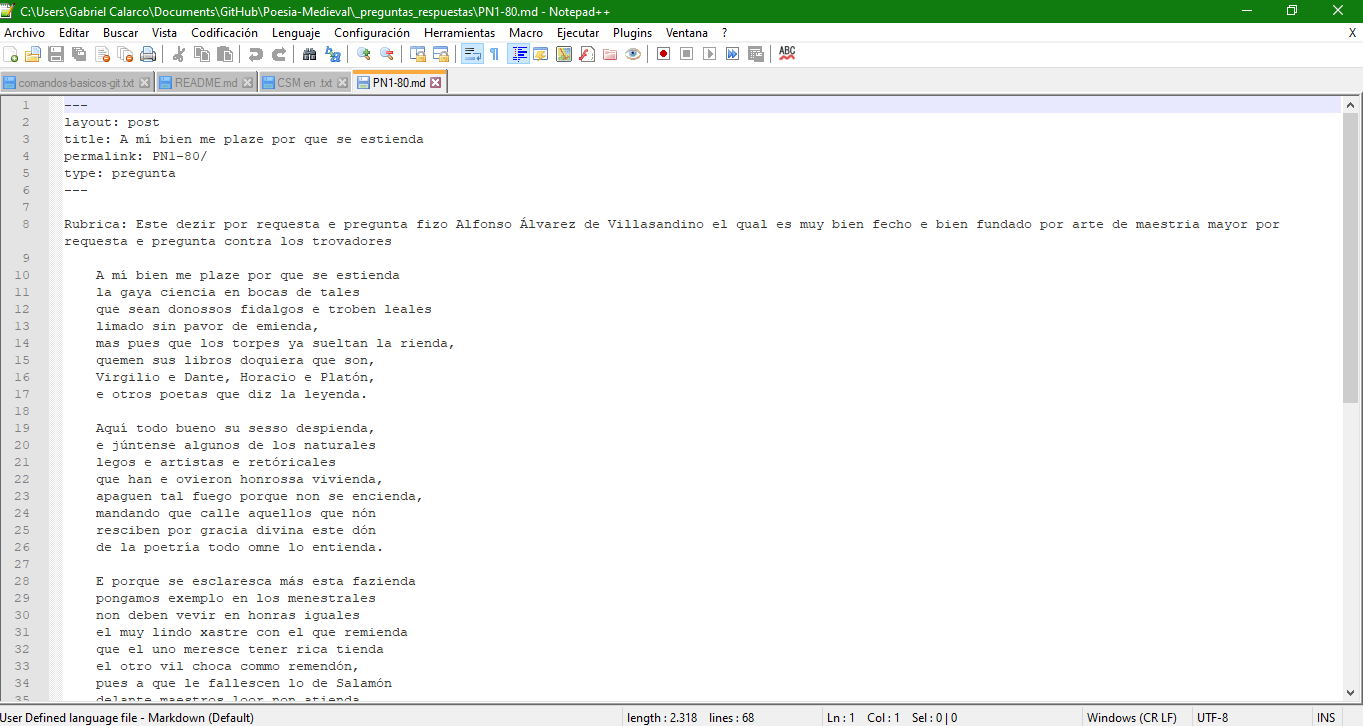 C:\Users\Gabriel Calarco\Documents\GitHub\Poesia-Medieval\_preguntas_respuestas\PN1-80.md - Notepad++
Archivo Editar Buscar Vista Codificación Lenguaje Configuración Herramientas Macro Ejecutar Plugins Ventana ? X
comandos-basicos-git.txt README.md CSM en .txt PN1-80.md
1 ---
2 layout: post
3 title: A mí bien me plaze por que se estienda
4 permalink: PN1-80/
5 type: pregunta
6 ---
7
8 Rubrica: Este dezir por requesta e pregunta fizo Alfonso Álvarez de Villasandino el qual es muy bien fecho e bien fundado por arte de maestria mayor por
requesta e pregunta contra los trovadores
9
10 A mí bien me plaze por que se estienda
11 la gaya ciencia en bocas de tales
12 que sean donossos fidalgos e troben leales
13 limado sin pavor de emienda,
14 mas pues que los torpes ya sueltan la rienda,
15 quemen sus libros doquiera que son,
16 Virgilio e Dante, Horacio e Platón,
17 e otros poetas que diz la leyenda.
18
19 Aquí todo bueno su sesso despienda,
20 e júntense algunos de los naturales
21 legos e artistas e retóricales
22 que han e ovieron honrossa vivienda,
23 apaguen tal fuego porque non se encienda,
24 mandando que calle aquellos que nón
25 resciben por gracia divina este dón
26 de la poetría todo omne lo entienda.
27
28 E porque se esclaresca más esta fazienda
29 pongamos exemplo en los menestrales
30 non deben vevir en honras iguales
31 el muy lindo xastre con el que remienda
32 que el uno meresce tener rica tienda
33 el otro vil choca commo remendón,
34 pues a que le fallescen lo de Salamón
35 delante maestros loor non atienda
User Defined language file - Markdown (Default) length : 2.318 lines : 68 Ln : 1 Col : 1 Sel : 0 | 0 Windows (CR LF) UTF-8 INS